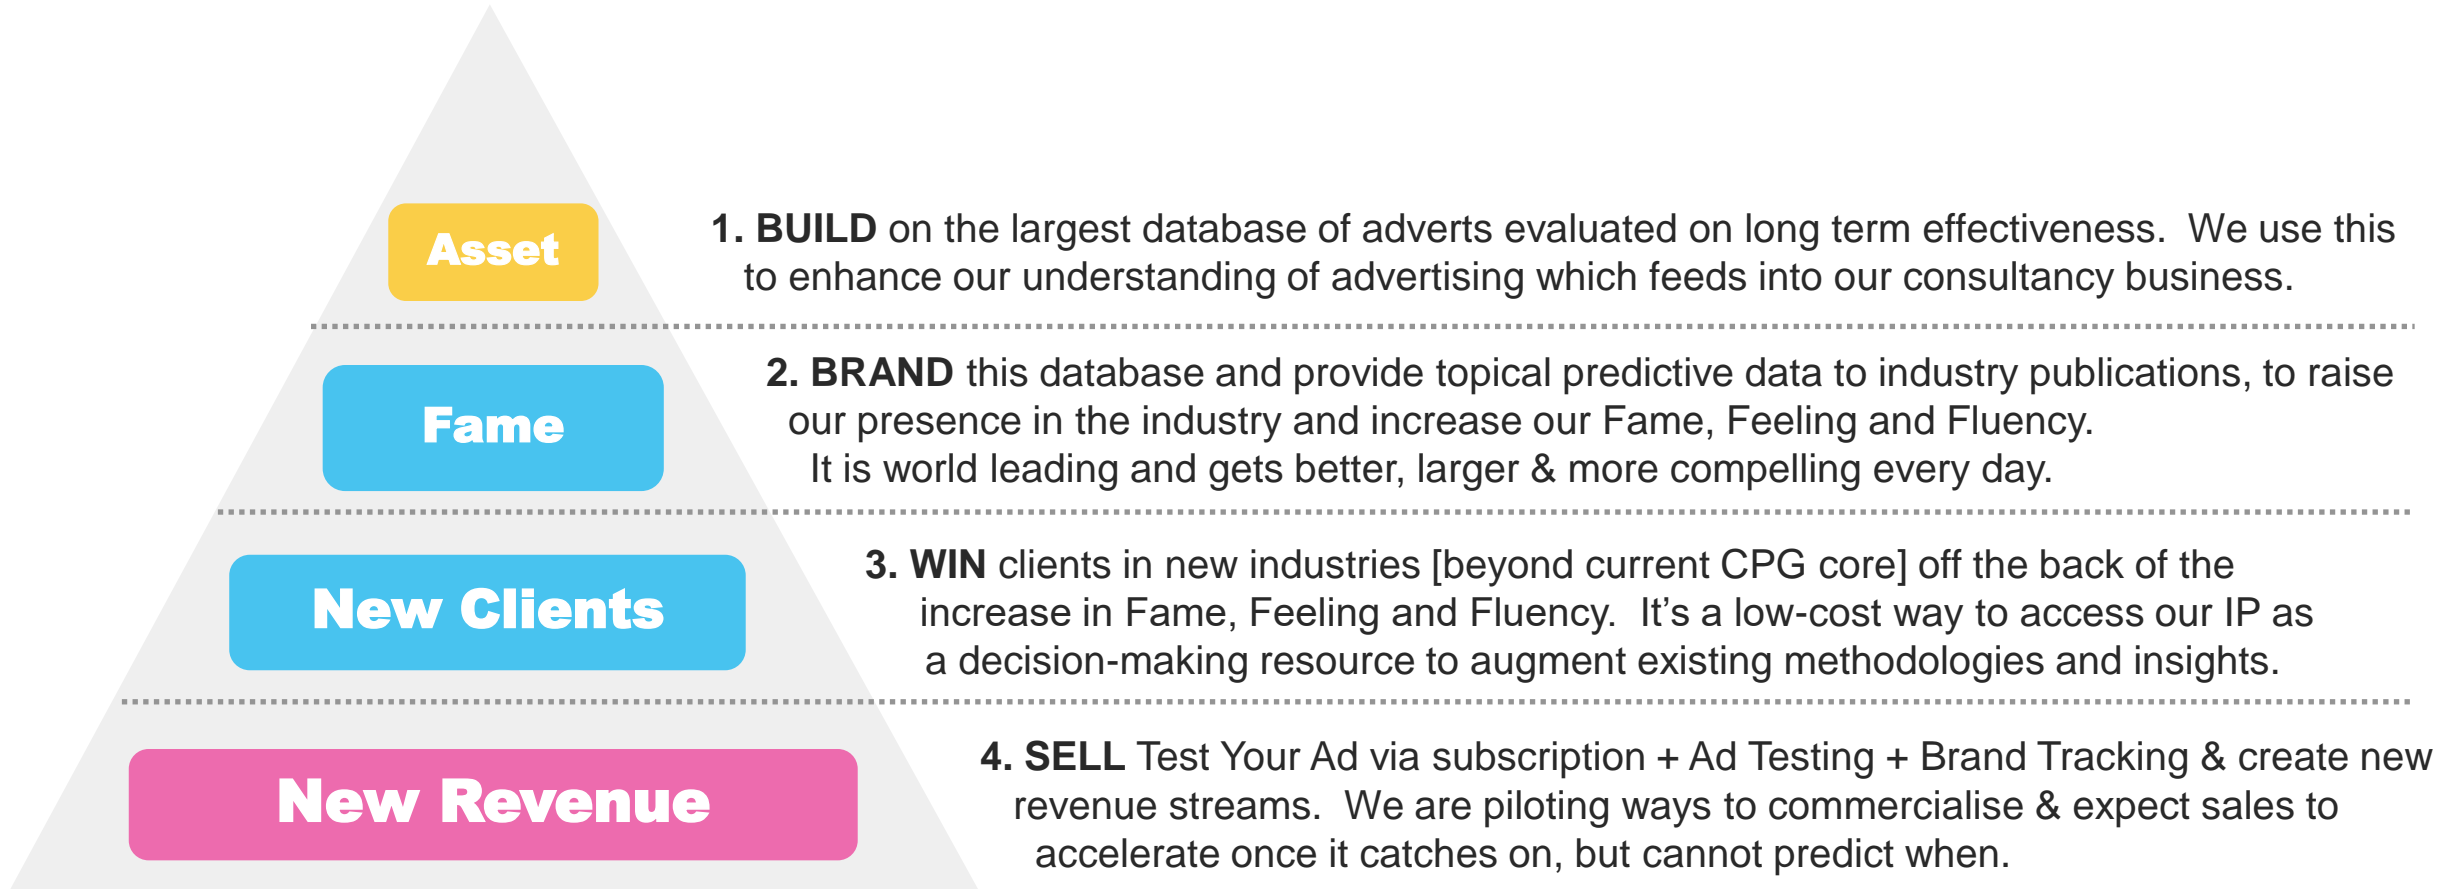 Asset
1. BUILD on the largest database of adverts evaluated on long term effectiveness.  We use this
to enhance our understanding of advertising which feeds into our consultancy business.
Fame
2. BRAND this database and provide topical predictive data to industry publications, to raise
our presence in the industry and increase our Fame, Feeling and Fluency.
It is world leading and gets better, larger & more compelling every day.
New Clients
3. WIN clients in new industries [beyond current CPG core] off the back of the
increase in Fame, Feeling and Fluency.  It’s a low-cost way to access our IP as
a decision-making resource to augment existing methodologies and insights.
New Revenue
4. SELL Test Your Ad via subscription + Ad Testing + Brand Tracking & create new
revenue streams.  We are piloting ways to commercialise & expect sales to
accelerate once it catches on, but cannot predict when.